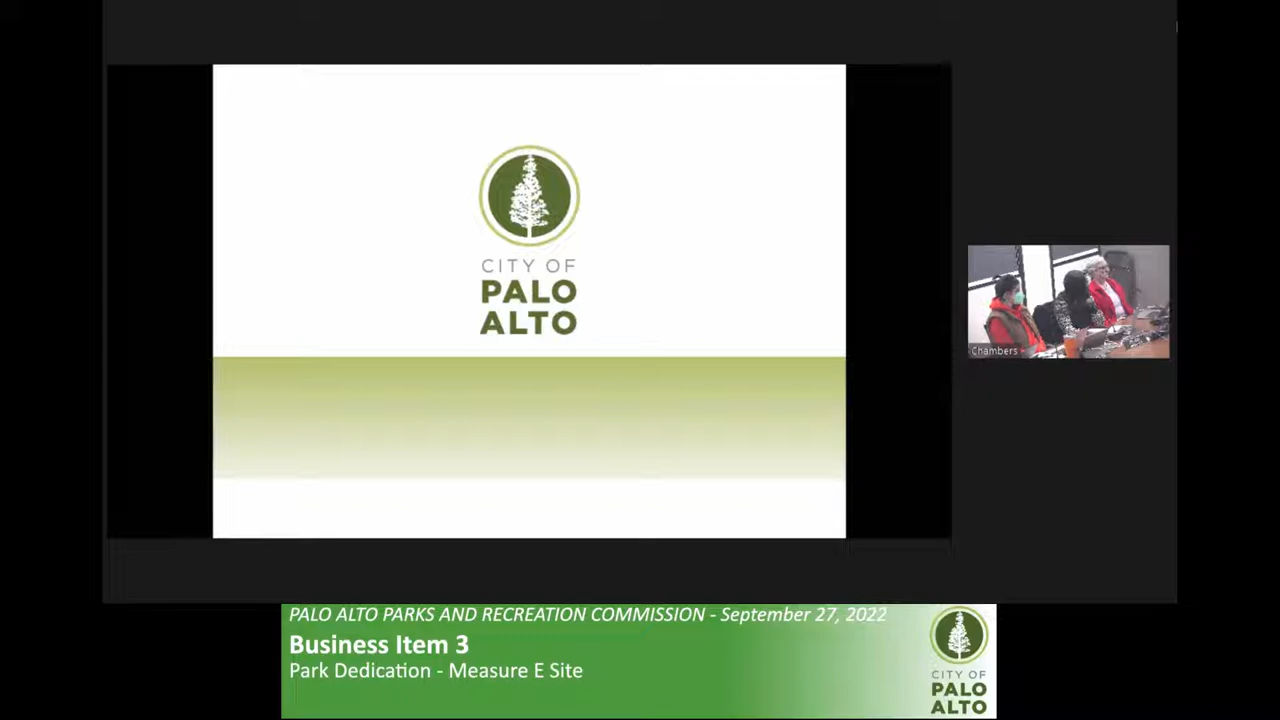 CITY OF
PALO
ALTO
Chambers
PALO ALTO PARKS AND RECREATION COMMISSION - September 27, 2022
Business Item 3
Park Dedication - Measure E Site
CITY OF
PALO
ALTO